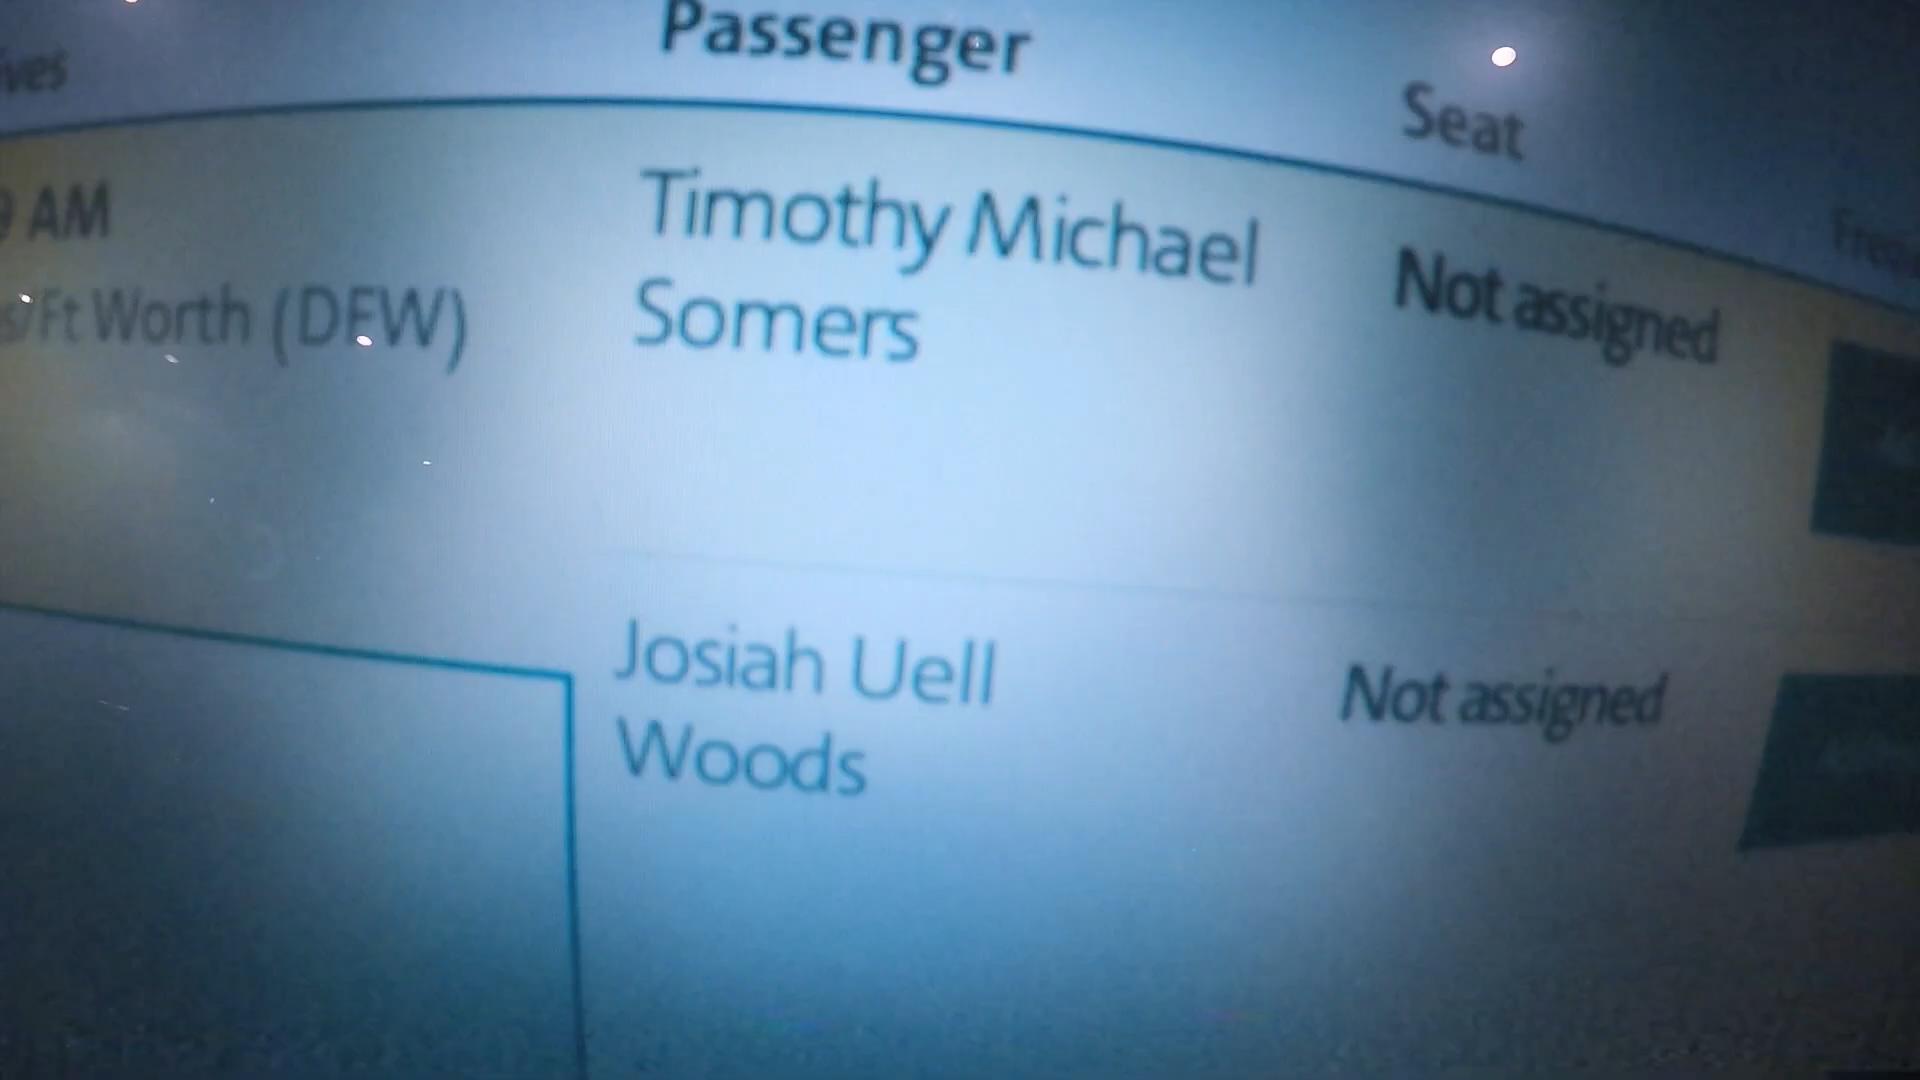 Passenger
Seat
AM
Timothy Michael
Somers
Not assigned
Ft Worth (DFW)
Josiah Uell
Woods
Not assigned